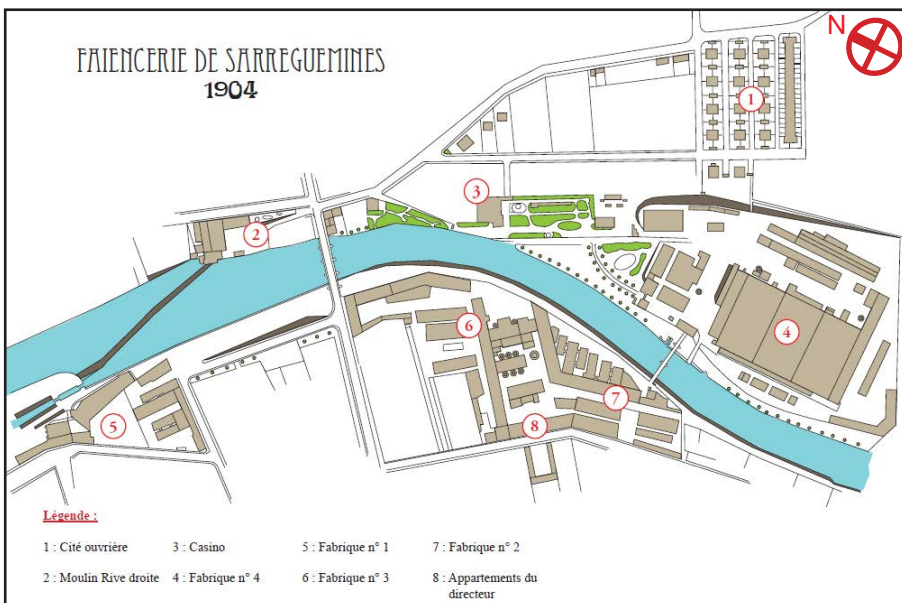 FAIENCERIE DE SARREGUEMINES
1904
N
1
3
2
4
6
7
5
8
Légende :
1 : Cité ouvrière 3 : Casino 5 : Fabrique n° 1 7 : Fabrique n° 2
2 : Moulin Rive droite 4 : Fabrique n° 4 6 : Fabrique n° 3 8 : Appartements du
directeur